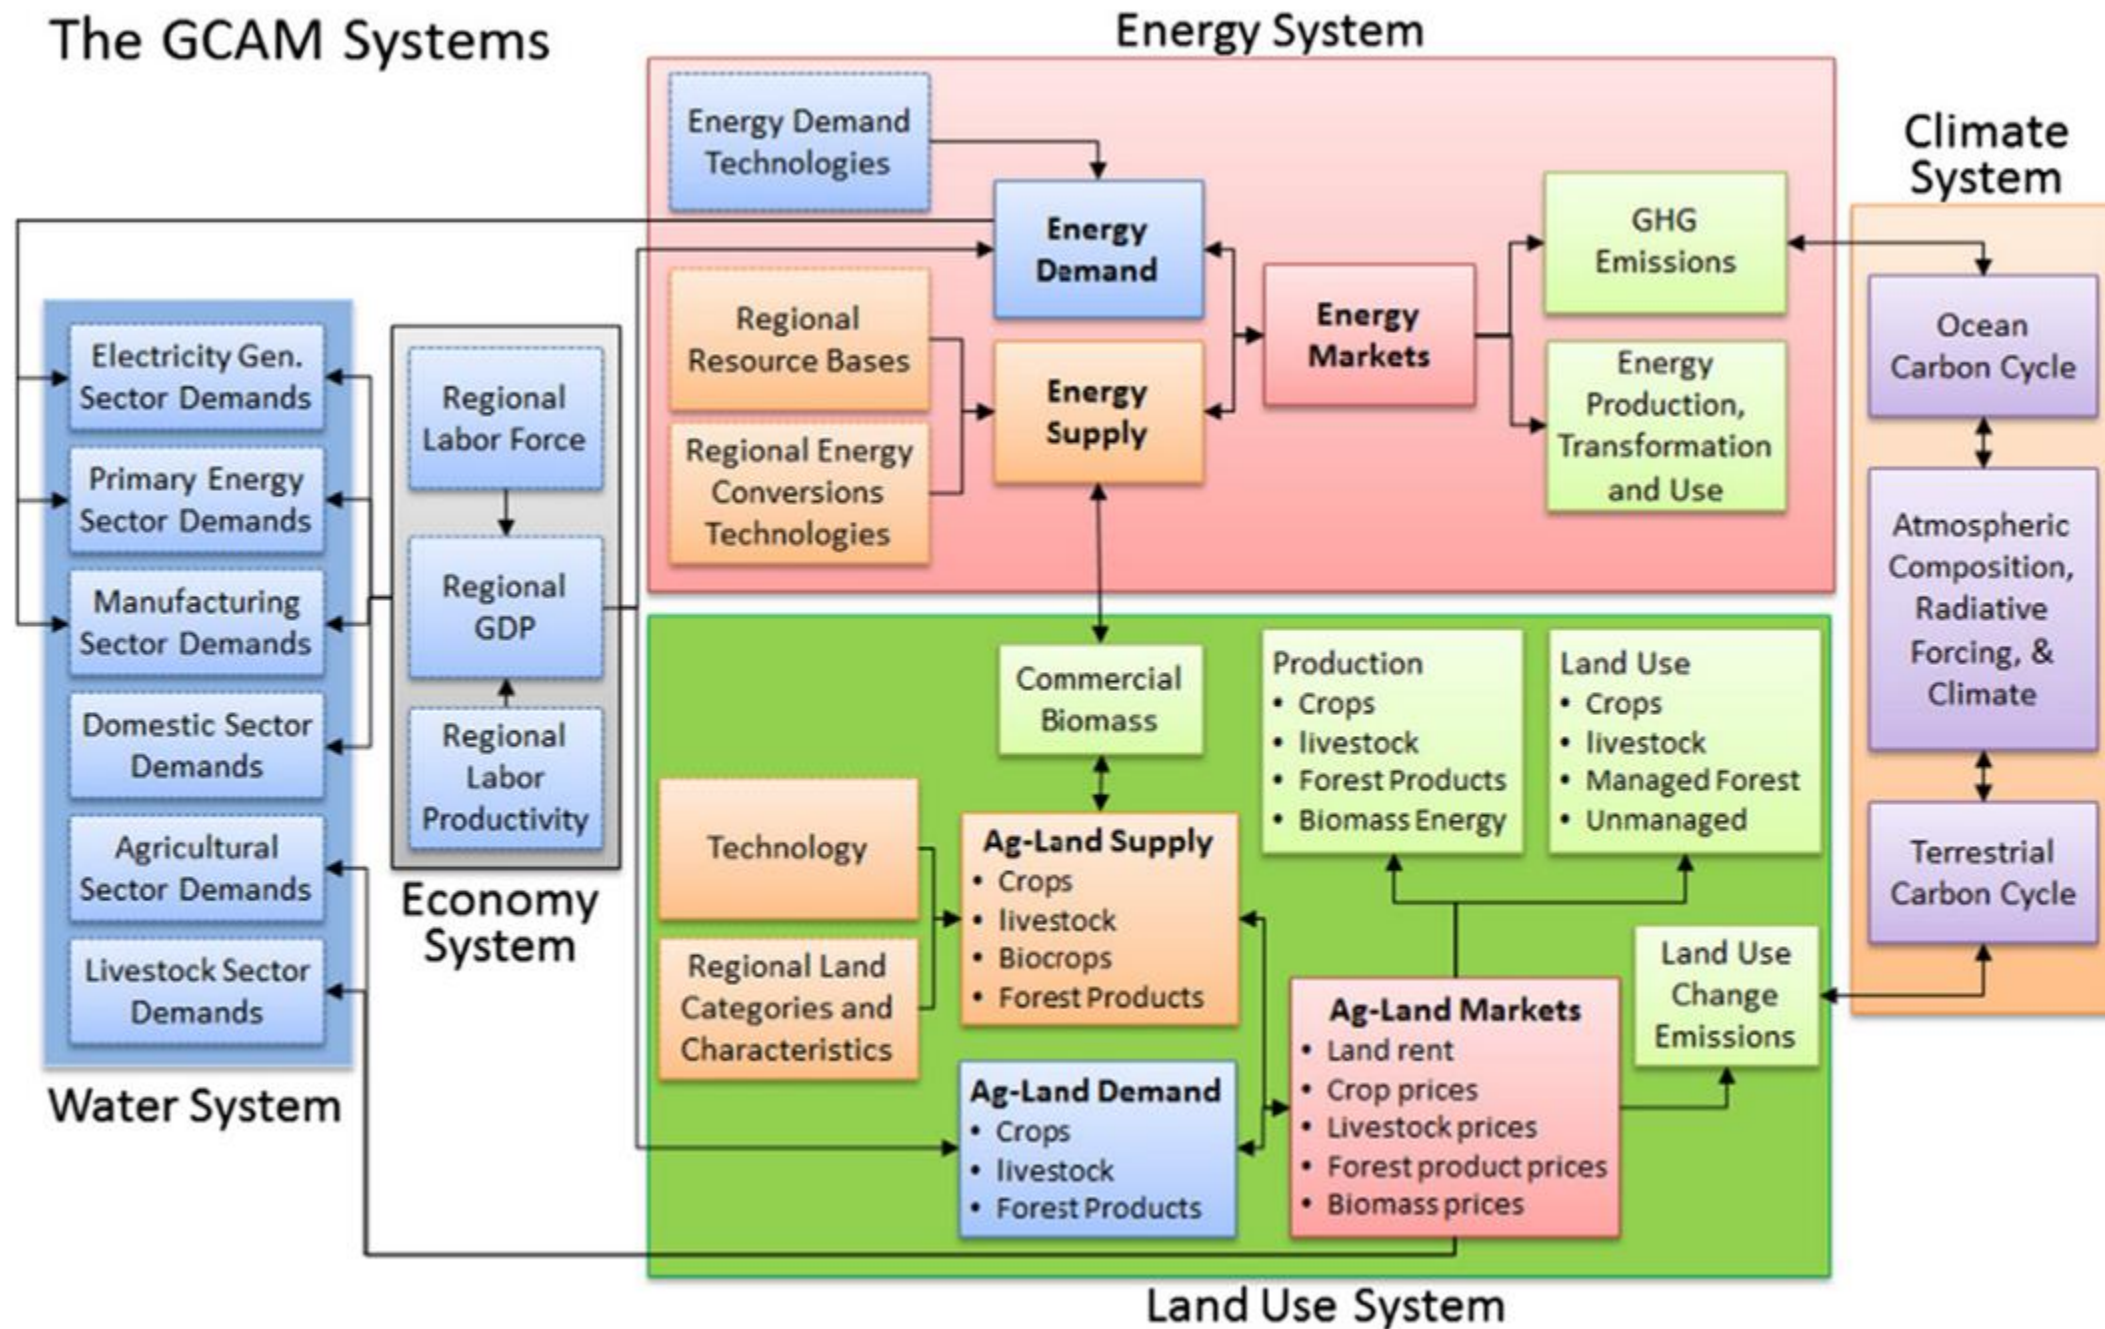 The GCAM Systems
Energy System
Energy Demand
Technologies
Energy
Demand
Regional
Resource Bases
Energy
Supply
Regional Energy
Conversions
Technologies
Energy
Markets
GHG
Emissions
Energy
Production,
Transformation
and Use
Climate
System
Ocean
Carbon Cycle
Atmospheric
Composition,
Radiative
Forcing, &
Climate
Terrestrial
Carbon Cycle
Electricity Gen.
Sector Demands
Primary Energy
Sector Demands
Manufacturing
Sector Demands
Domestic Sector
Demands
Agricultural
Sector Demands
Livestock Sector
Demands
Water System
Regional
Labor Force
Regional
GDP
Regional
Labor
Productivity
Economy
System
Commercial
Biomass
Production
• Crops
• livestock
• Forest Products
• Biomass Energy
Land Use
• Crops
• livestock
• Managed Forest
• Unmanaged
Technology
Regional Land
Categories and
Characteristics
Ag-Land Supply
• Crops
• livestock
• Biocrops
• Forest Products
Ag-Land Demand
• Crops
• livestock
• Forest Products
Ag-Land Markets
• Land rent
• Crop prices
• Livestock prices
• Forest product prices
• Biomass prices
Land Use
Change
Emissions
Land Use System